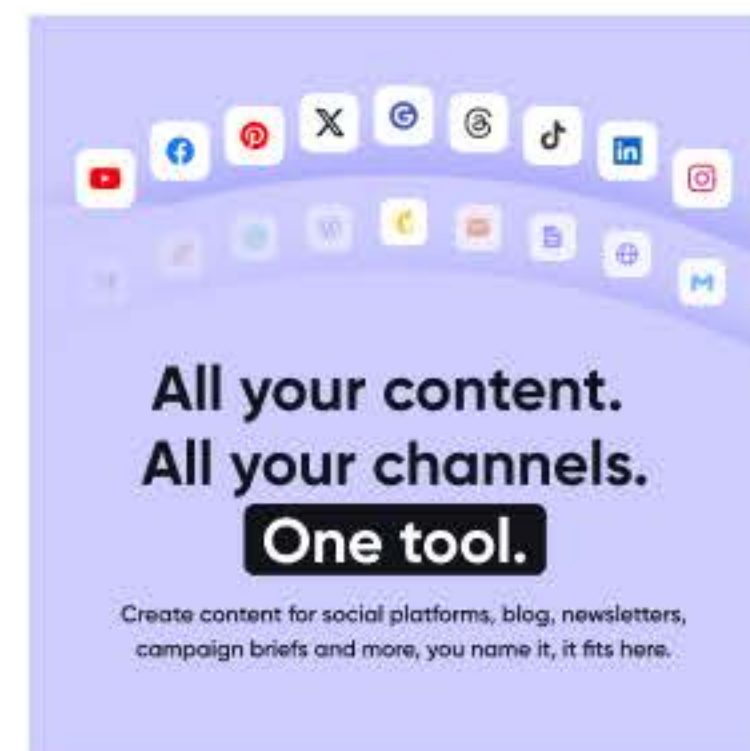 All your content.
All your channels.
One tool.
Create content for social platforms, blog, newsletters,
campaign briefs and more, you name it, it fits here.